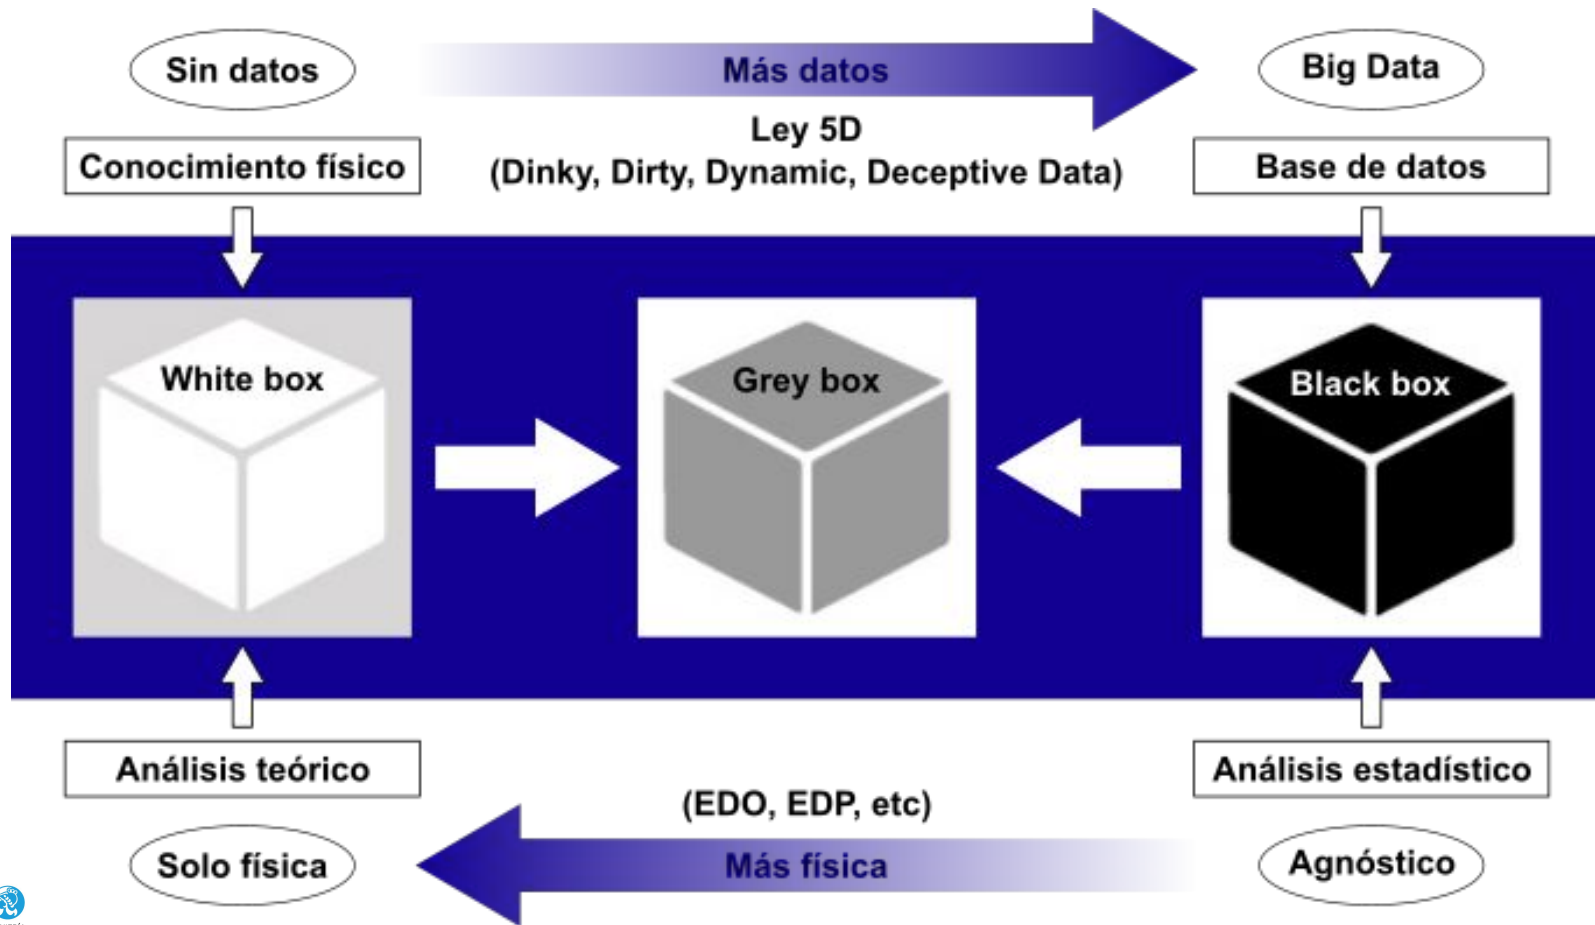 Sin datos
Más datos
Big Data
Ley 5D
(Dinky, Dirty, Dynamic, Deceptive Data)
Conocimiento físico
Base de datos
White box
Grey box
Black box
Análisis teórico
Análisis estadístico
(EDO, EDP, etc)
Solo física
Más física
Agnóstico